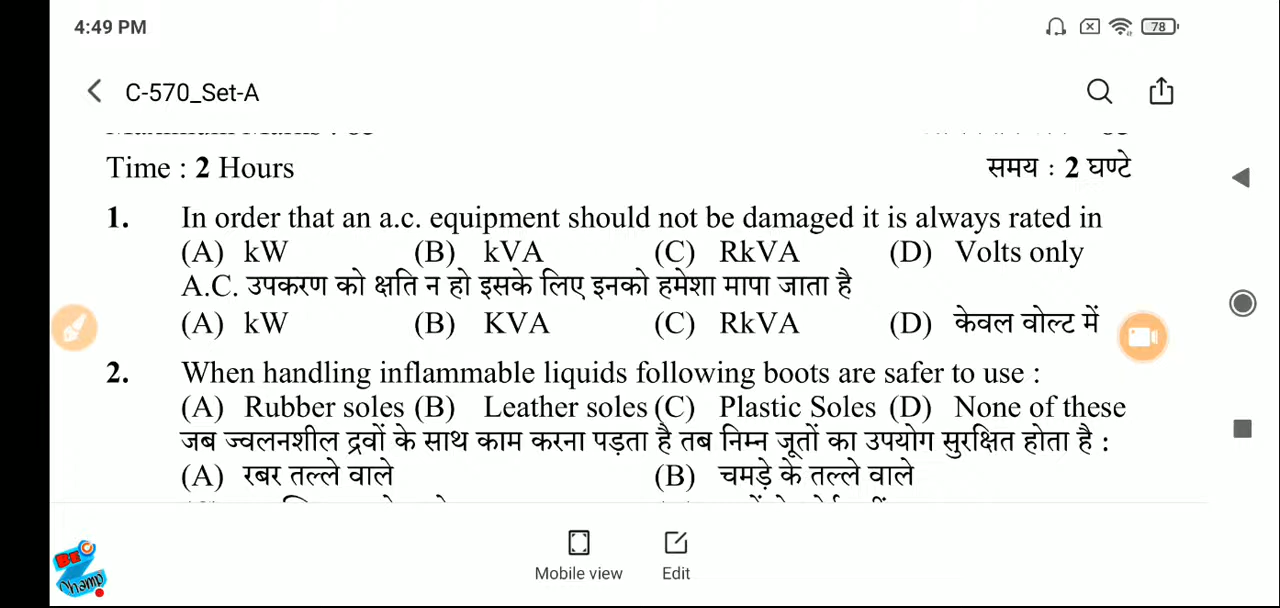 4:49 PM
78
C-570_Set-A
Time : 2 Hours
समय : 2 घण्टे
1. In order that an a.c. equipment should not be damaged it is always rated in
(A) kW (B) kVA (C) RkVA (D) Volts only
A.C. उपकरण को क्षति न हो इसके लिए इनको हमेशा मापा जाता है
(A) kW (B) KVA (C) RkVA (D) केवल वोल्ट में
2. When handling inflammable liquids following boots are safer to use :
(A) Rubber soles (B) Leather soles (C) Plastic Soles (D) None of these
जब ज्वलनशील द्रवों के साथ काम करना पड़ता है तब निम्न जूतों का उपयोग सुरक्षित होता है :
(A) रबर तल्ले वाले (B) चमड़े के तल्ले वाले
Be
Champ
Mobile view Edit